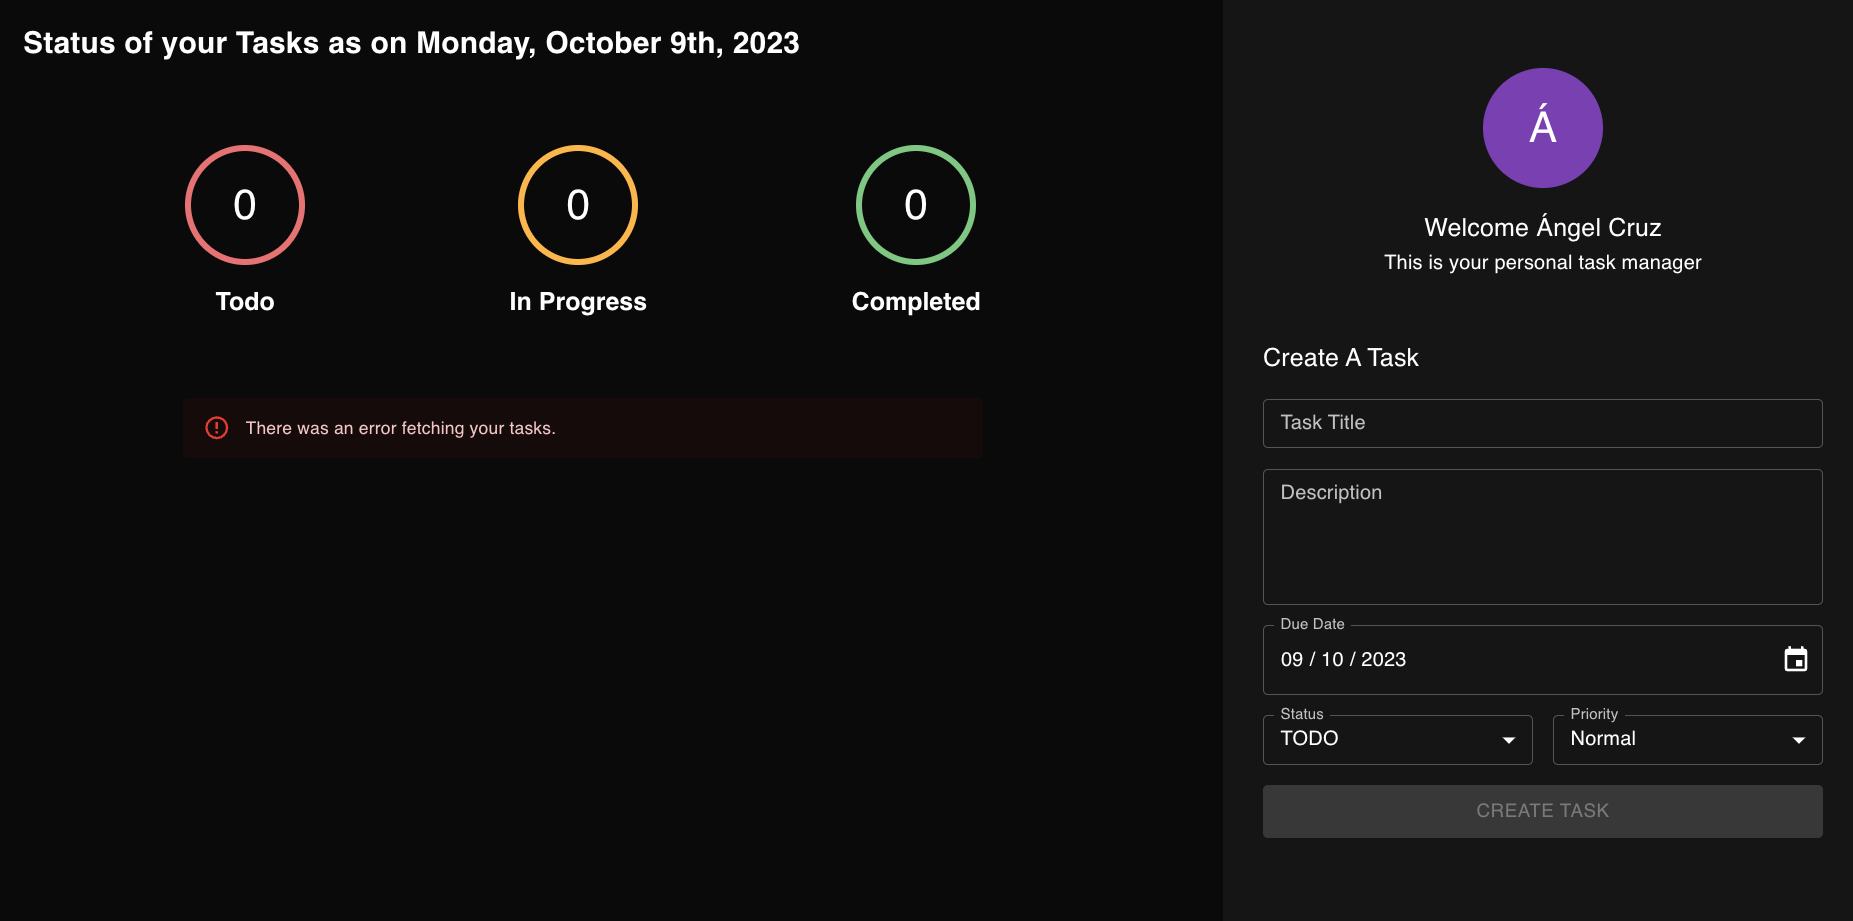 Status of your Tasks as on Monday, October 9th, 2023
0
Todo
0
In Progress
0
Completed
There was an error fetching your tasks.
Á
Welcome Ángel Cruz
This is your personal task manager
Create A Task
Task Title
Description
Due Date
09 / 10 / 2023
Status
TODO
Priority
Normal
CREATE TASK